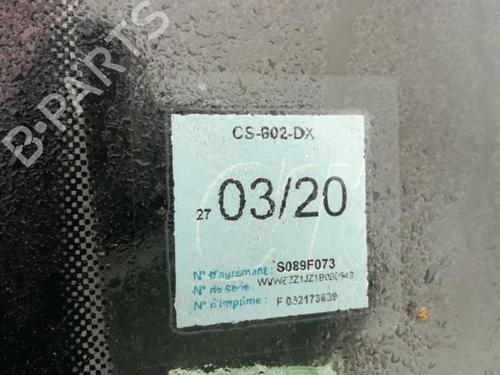 B-PARTS
CS-602-DX
27 03/20
N° d'agrément : S089F073
N° de série :
N° d'imprimé : F 032173639